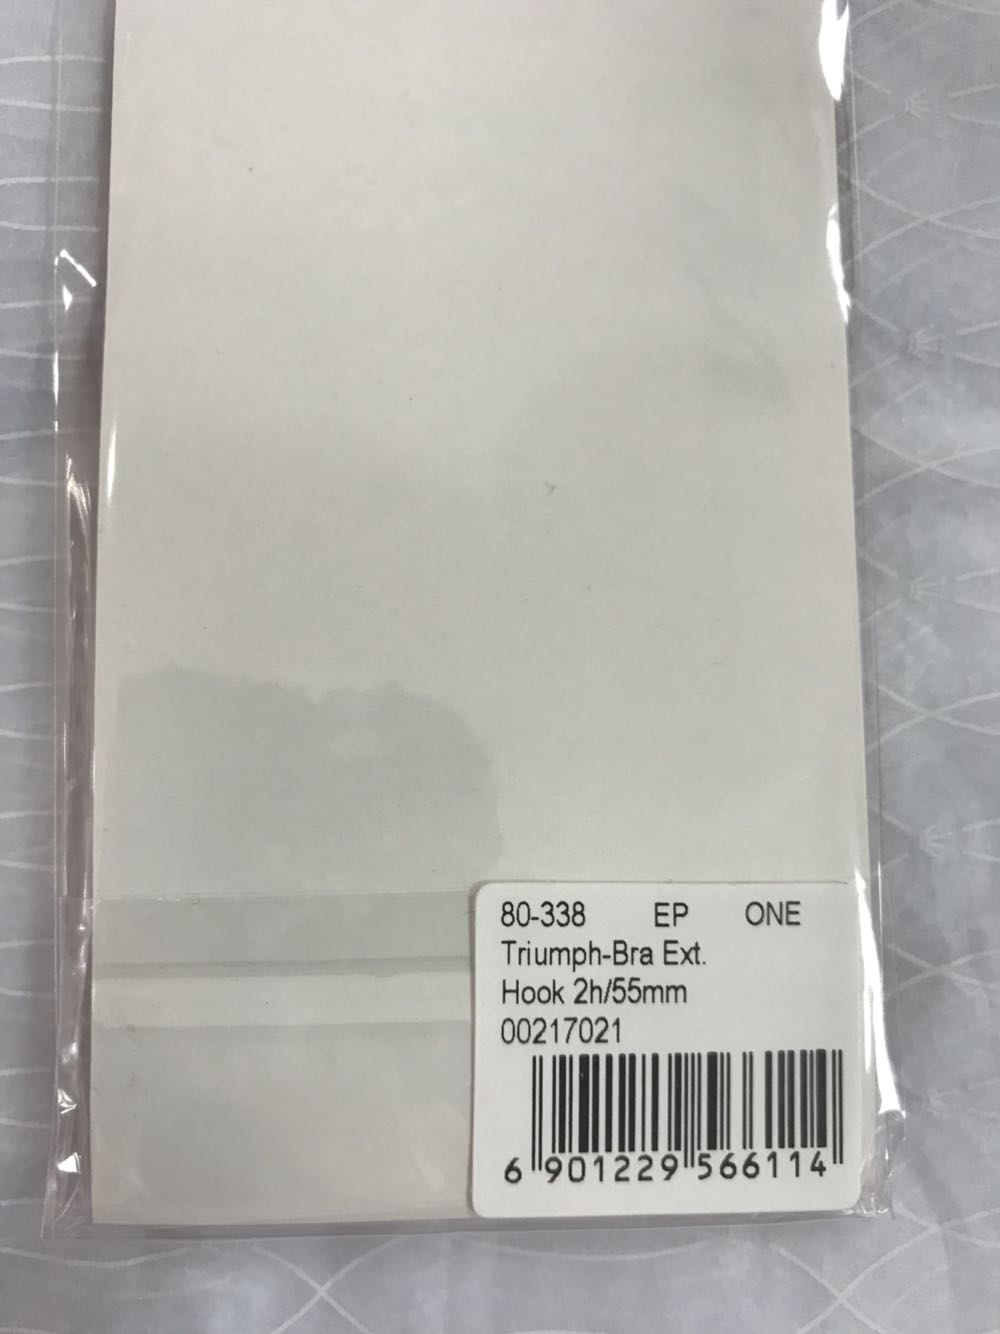 80-338 EP ONE
Triumph-Bra Ext.
Hook 2h/55mm
00217021
6 901229 566114